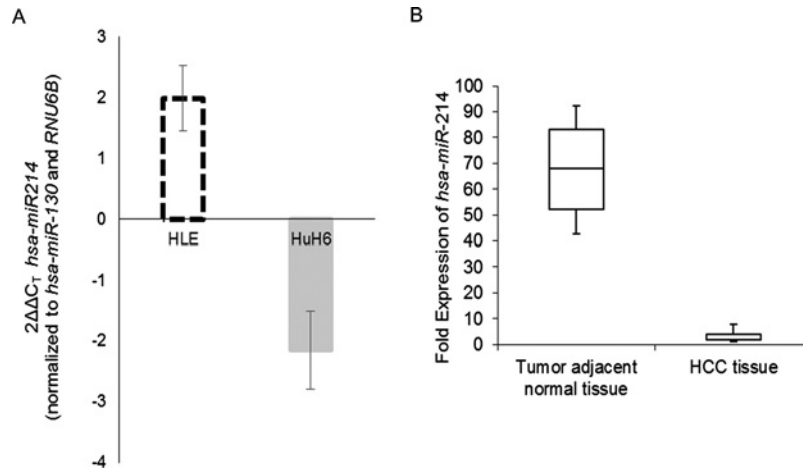 A
2ΔΔC_T hsa-miR214
(normalized to hsa-miR-130 and RNU6B)
3
2
1
0
-1
-2
-3
-4
HLE
HuH6
B
Fold Expression of hsa-miR-214
100
90
80
70
60
50
40
30
20
10
0
Tumor adjacent
normal tissue
HCC tissue